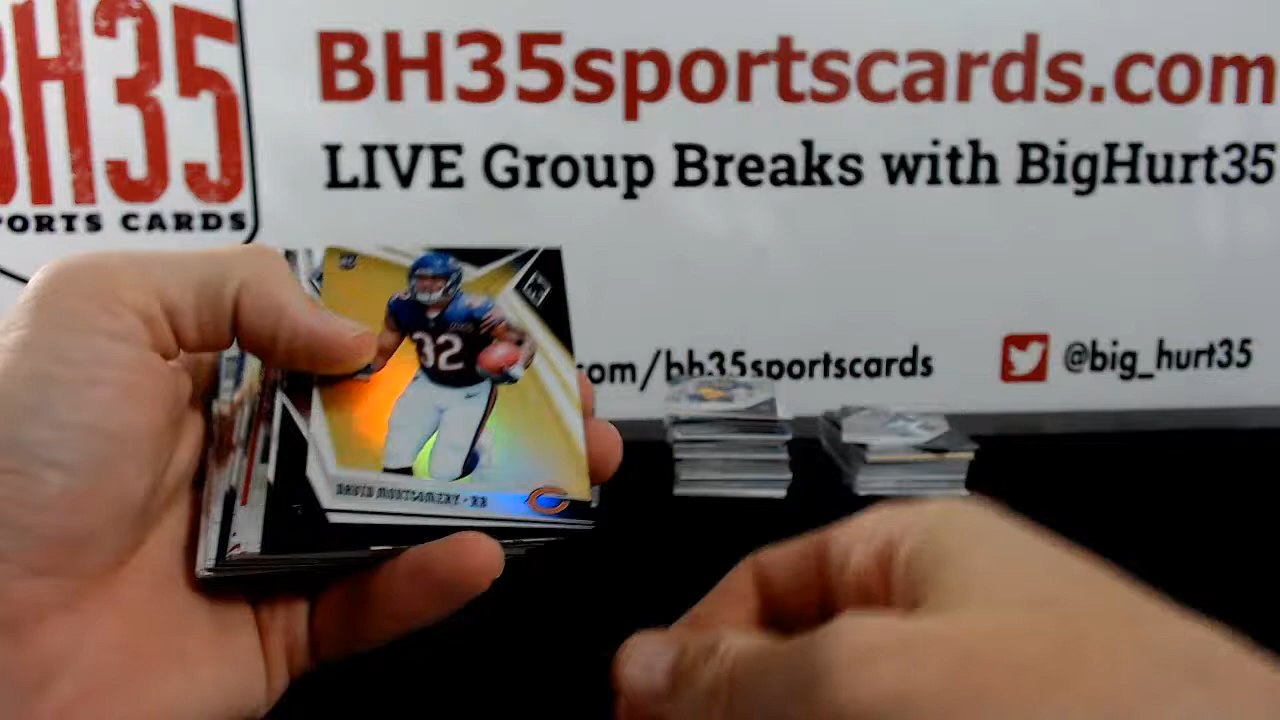 BH35
PORTS CARDS
BH35sportscards.com
LIVE Group Breaks with BigHurt35
com/bh35sportscards
@big_hurt35
32
DAVID MONTGOMERY • RB